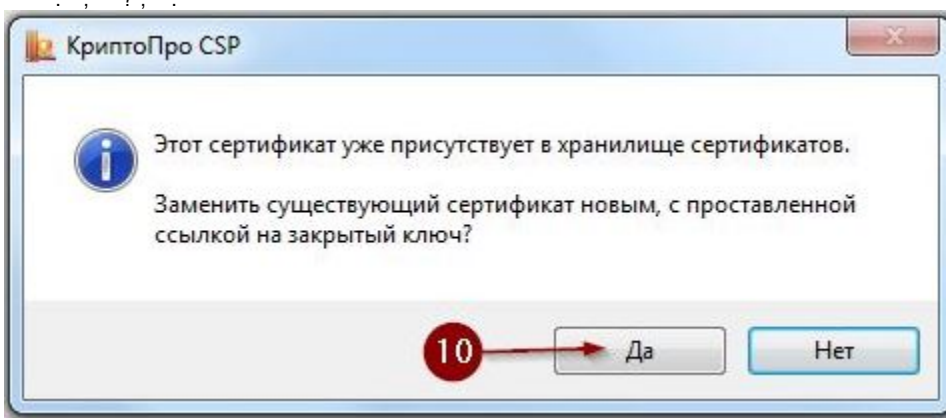 КриптоПро CSP
Этот сертификат уже присутствует в хранилище сертификатов.
Заменить существующий сертификат новым, с проставленной
ссылкой на закрытый ключ?
10
Да
Нет